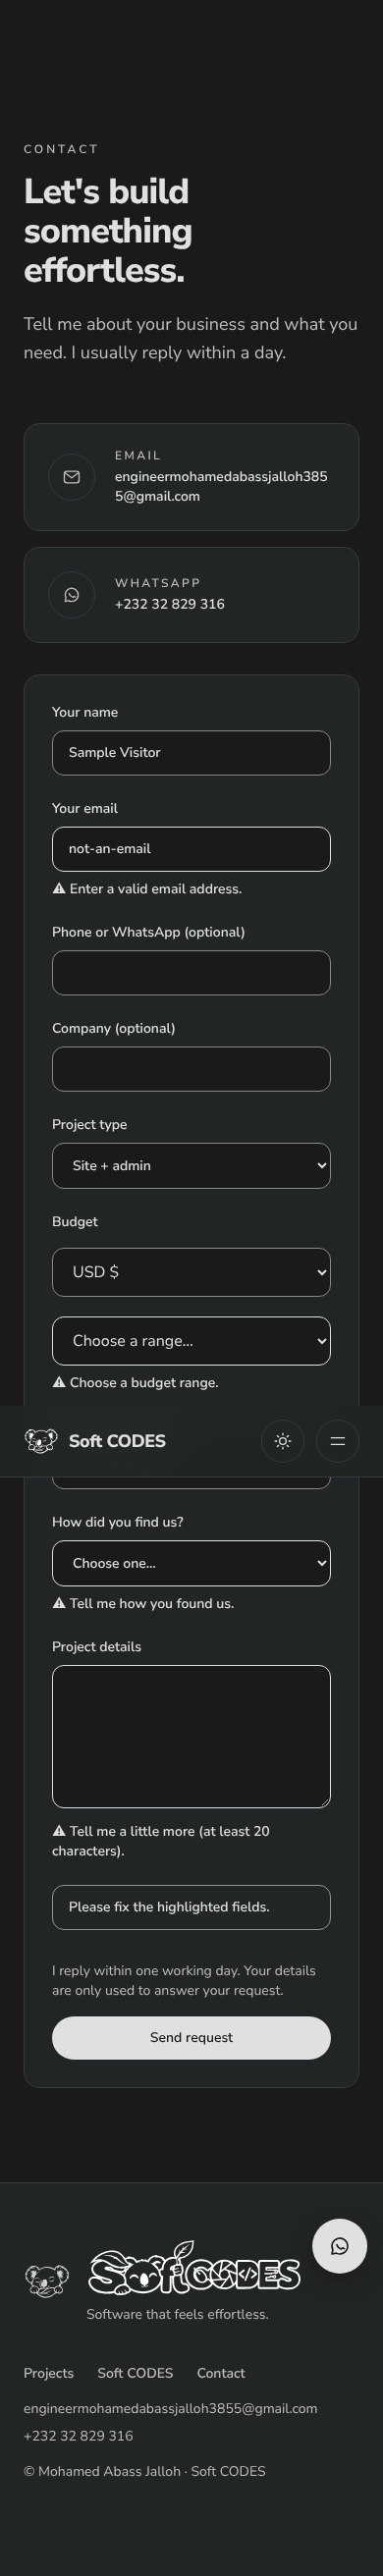 CONTACT
Let's build
something
effortless.
Tell me about your business and what you
need. I usually reply within a day.
EMAIL
engineermohamedabassjalloh385
5@gmail.com
WHATSAPP
+232 32 829 316
Your name
Sample Visitor
Your email
not-an-email
⚠ Enter a valid email address.
Phone or WhatsApp (optional)
Company (optional)
Project type
Site + admin
Budget
USD $
Choose a range...
⚠ Choose a budget range.
Soft CODES
How did you find us?
Choose one...
⚠ Tell me how you found us.
Project details
⚠ Tell me a little more (at least 20
characters).
Please fix the highlighted fields.
I reply within one working day. Your details
are only used to answer your request.
Send request
SoftCODES
Software that feels effortless.
Projects Soft CODES Contact
engineermohamedabassjalloh3855@gmail.com
+232 32 829 316
© Mohamed Abass Jalloh · Soft CODES